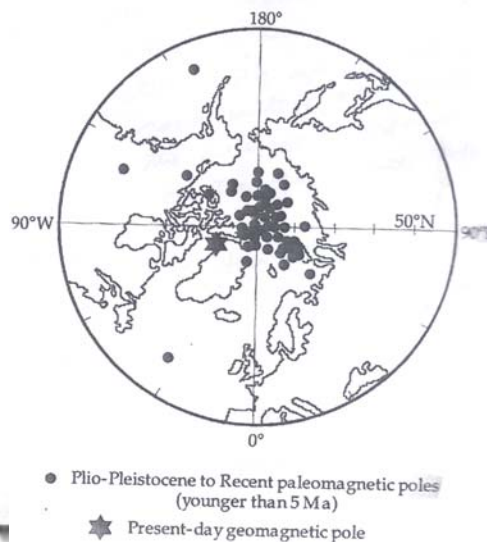 180°
90°W
50°N
90°
0°
Plio-Pleistocene to Recent paleomagnetic poles
(younger than 5 Ma)
Present-day geomagnetic pole